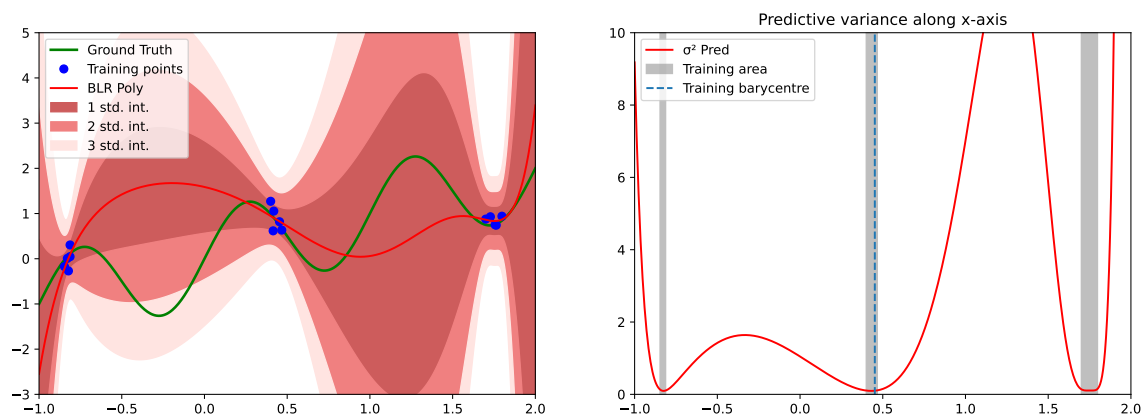 Ground Truth
Training points
BLR Poly
1 std. int.
2 std. int.
3 std. int.
5
4
3
2
1
0
−1
−2
−3
−1.0 −0.5 0.0 0.5 1.0 1.5 2.0
Predictive variance along x-axis
σ² Pred
Training area
Training barycentre
10
8
6
4
2
0
−1.0 −0.5 0.0 0.5 1.0 1.5 2.0